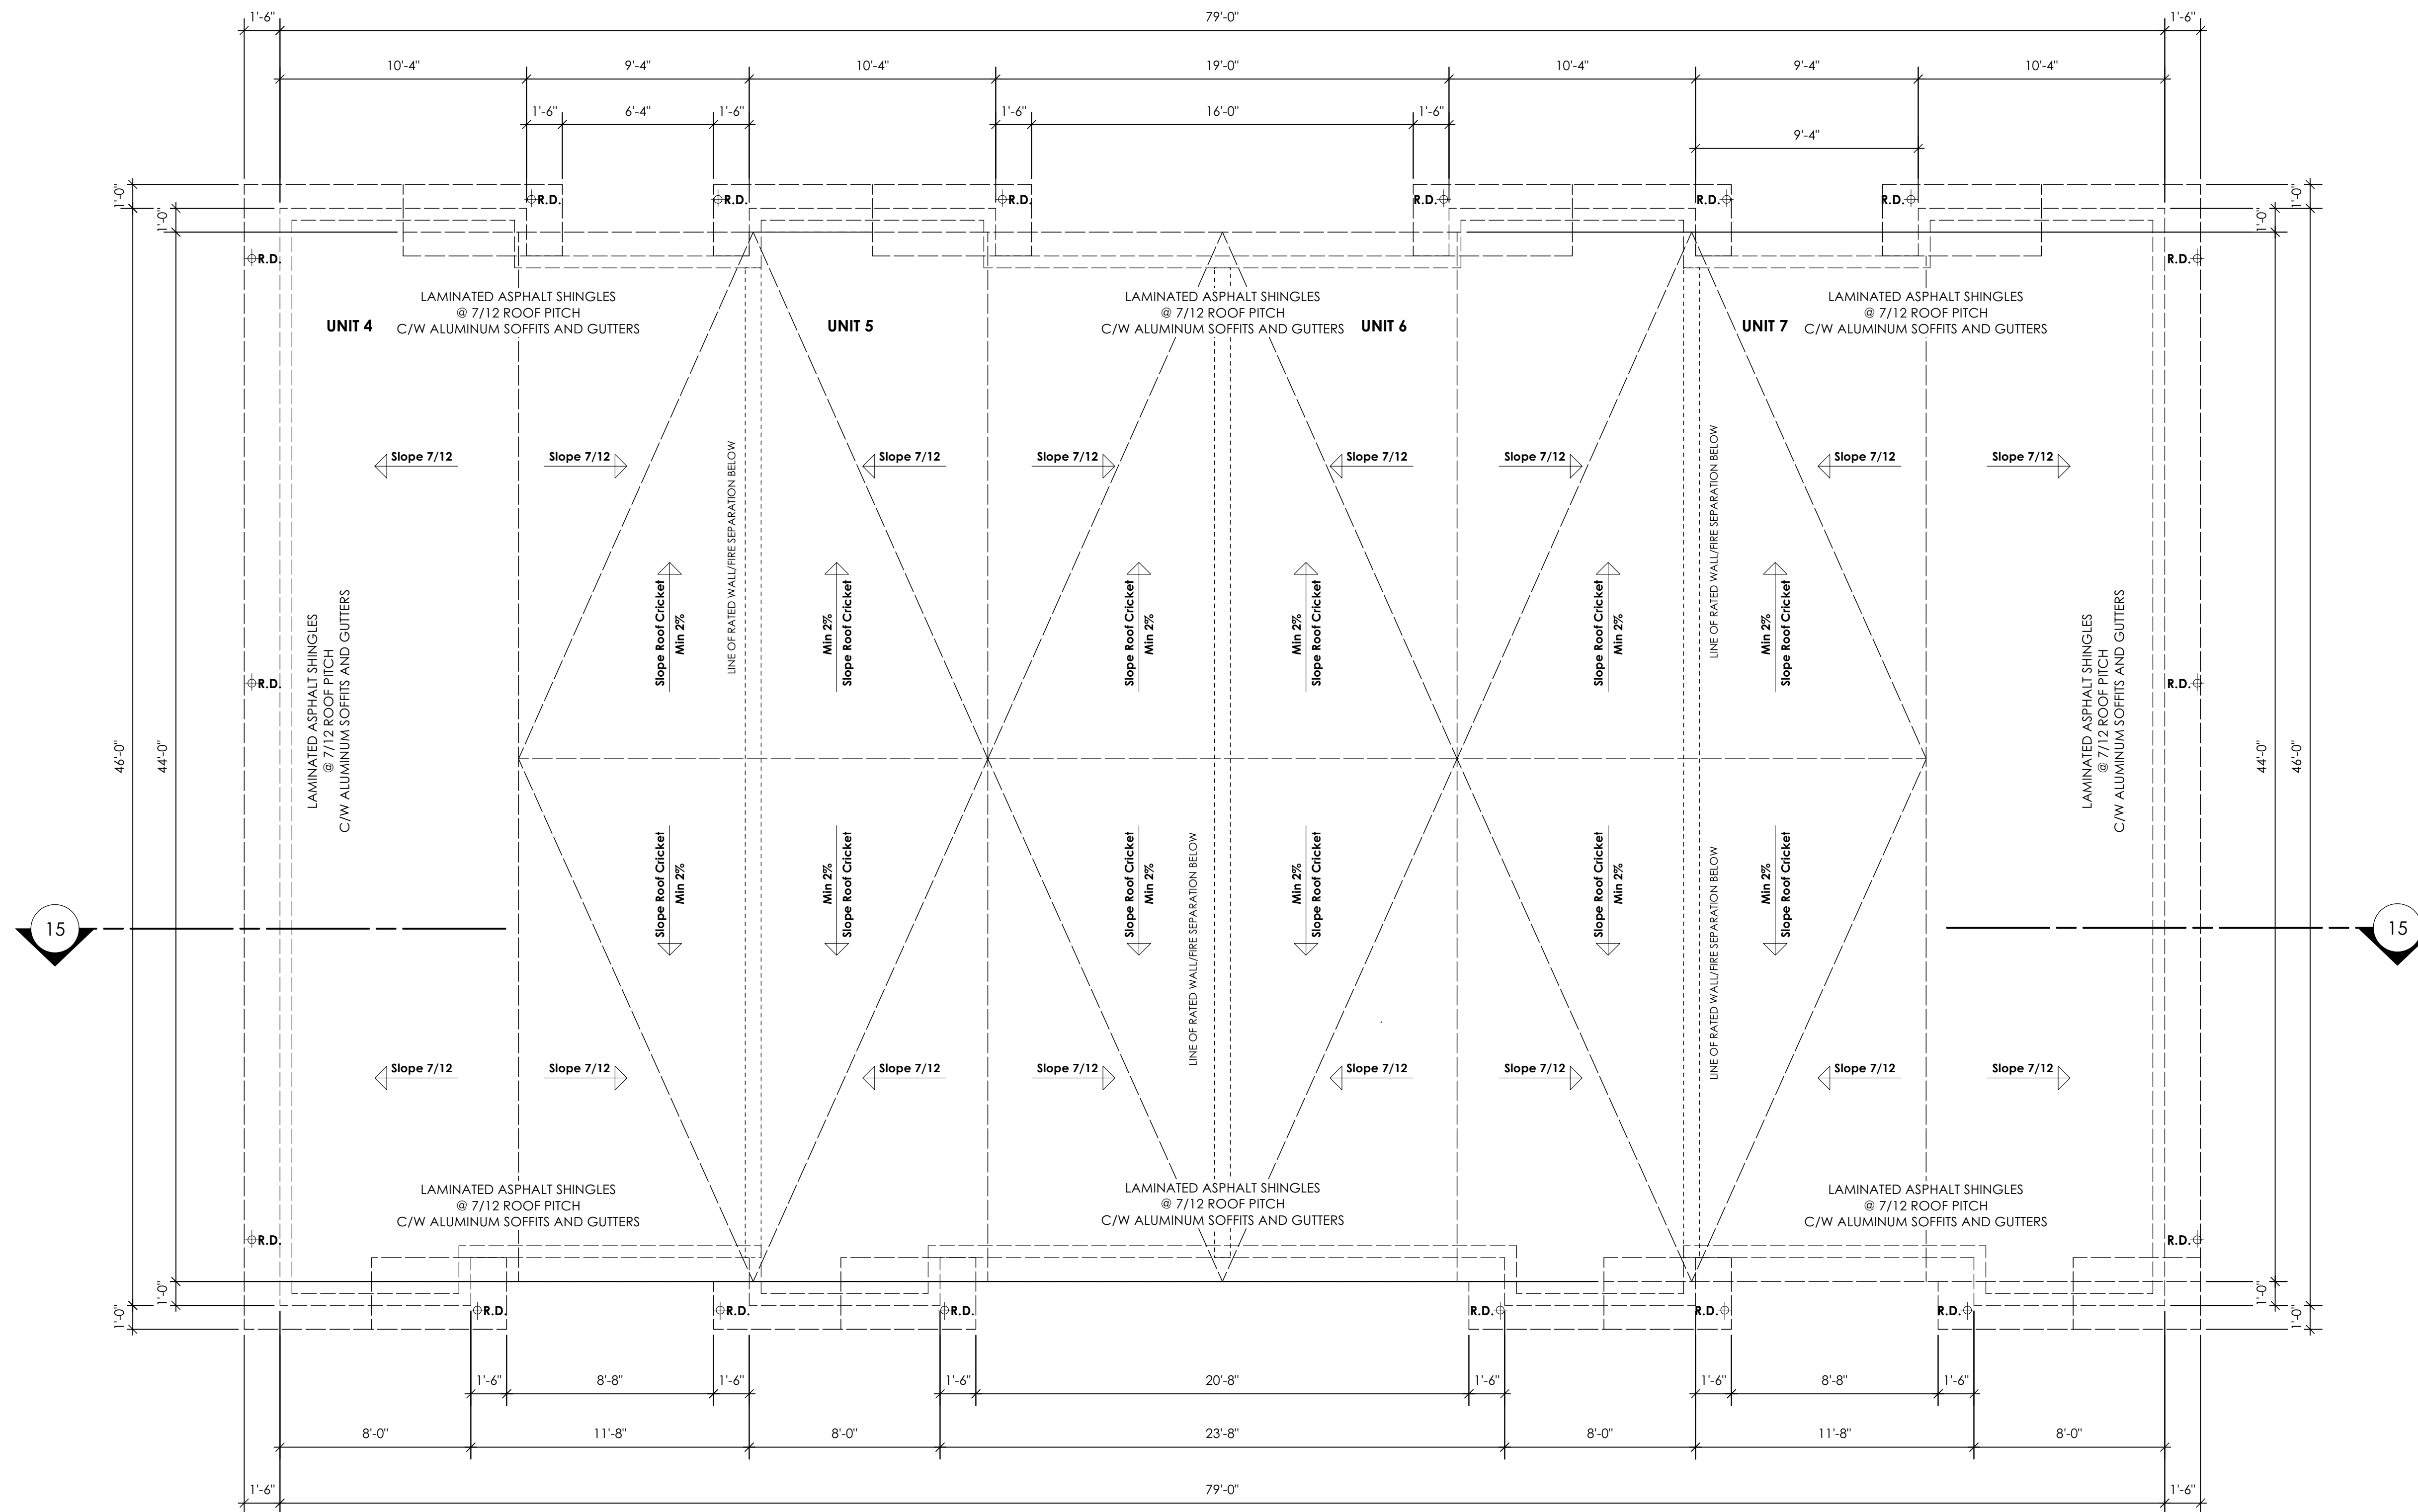 1'-6" 79'-0" 1'-6"
10'-4" 9'-4" 10'-4" 19'-0" 10'-4" 9'-4" 10'-4"
1'-6" 6'-4" 1'-6" 1'-6" 16'-0" 1'-6"
9'-4"
1'-0" R.D. R.D. R.D. R.D. R.D. R.D. 1'-0"
1'-0" 1'-0"
R.D. R.D.
LAMINATED ASPHALT SHINGLES
@ 7/12 ROOF PITCH
C/W ALUMINUM SOFFITS AND GUTTERS
LAMINATED ASPHALT SHINGLES
@ 7/12 ROOF PITCH
C/W ALUMINUM SOFFITS AND GUTTERS
LAMINATED ASPHALT SHINGLES
@ 7/12 ROOF PITCH
C/W ALUMINUM SOFFITS AND GUTTERS
UNIT 4 UNIT 5 UNIT 6 UNIT 7
Slope 7/12 Slope 7/12 Slope 7/12 Slope 7/12 Slope 7/12 Slope 7/12 Slope 7/12 Slope 7/12
LINE OF RATED WALL/FIRE SEPARATION BELOW
LINE OF RATED WALL/FIRE SEPARATION BELOW
Slope Roof Cricket
Min 2%
Min 2%
Slope Roof Cricket
Slope Roof Cricket
Min 2%
Min 2%
Slope Roof Cricket
Slope Roof Cricket
Min 2%
Min 2%
Slope Roof Cricket
R.D. R.D.
LAMINATED ASPHALT SHINGLES
@ 7/12 ROOF PITCH
C/W ALUMINUM SOFFITS AND GUTTERS
LAMINATED ASPHALT SHINGLES
@ 7/12 ROOF PITCH
C/W ALUMINUM SOFFITS AND GUTTERS
46'-0" 44'-0" 44'-0" 46'-0"
Slope Roof Cricket
Min 2%
Min 2%
Slope Roof Cricket
Slope Roof Cricket
Min 2%
Min 2%
Slope Roof Cricket
Slope Roof Cricket
Min 2%
Min 2%
Slope Roof Cricket
LINE OF RATED WALL/FIRE SEPARATION BELOW
LINE OF RATED WALL/FIRE SEPARATION BELOW
15 15
Slope 7/12 Slope 7/12 Slope 7/12 Slope 7/12 Slope 7/12 Slope 7/12 Slope 7/12 Slope 7/12
LAMINATED ASPHALT SHINGLES
@ 7/12 ROOF PITCH
C/W ALUMINUM SOFFITS AND GUTTERS
LAMINATED ASPHALT SHINGLES
@ 7/12 ROOF PITCH
C/W ALUMINUM SOFFITS AND GUTTERS
LAMINATED ASPHALT SHINGLES
@ 7/12 ROOF PITCH
C/W ALUMINUM SOFFITS AND GUTTERS
R.D. R.D.
1'-0" 1'-0"
1'-0" R.D. R.D. R.D. R.D. R.D. R.D. 1'-0"
1'-6" 8'-8" 1'-6" 1'-6" 20'-8" 1'-6" 1'-6" 8'-8" 1'-6"
8'-0" 11'-8" 8'-0" 23'-8" 8'-0" 11'-8" 8'-0"
1'-6" 79'-0" 1'-6"